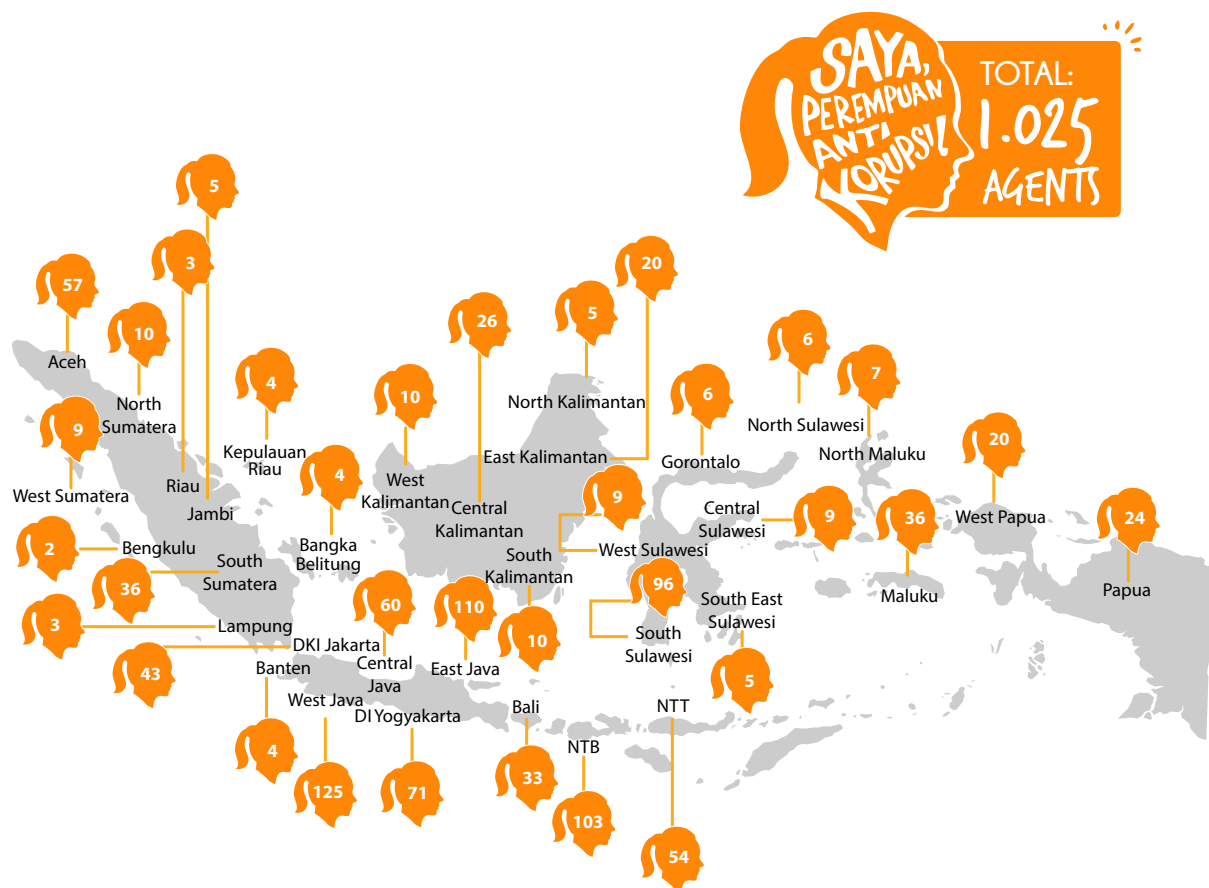 SAYA,
PEREMPUAN
ANTI
KORUPSI!
TOTAL:
1.025
AGENTS
5
3
20
57
5
26
10
6
7
4
10
6
Aceh
North
Sumatera
North Kalimantan
9
North Sulawesi
20
Kepulauan
Riau
East Kalimantan
Gorontalo
North Maluku
4
West Sumatera
Riau
Jambi
West
Kalimantan
Central
Kalimantan
9
Central
Sulawesi
9
36
West Papua
24
2
Bengkulu
Bangka
Belitung
West Sulawesi
South
Sumatera
36
South
Kalimantan
96
Maluku
Papua
60
110
South East
Sulawesi
3
Lampung
10
South
Sulawesi
43
DKI Jakarta
Banten
Central
Java
East Java
5
West Java
DI Yogyakarta
Bali
NTT
4
NTB
33
125
71
103
54